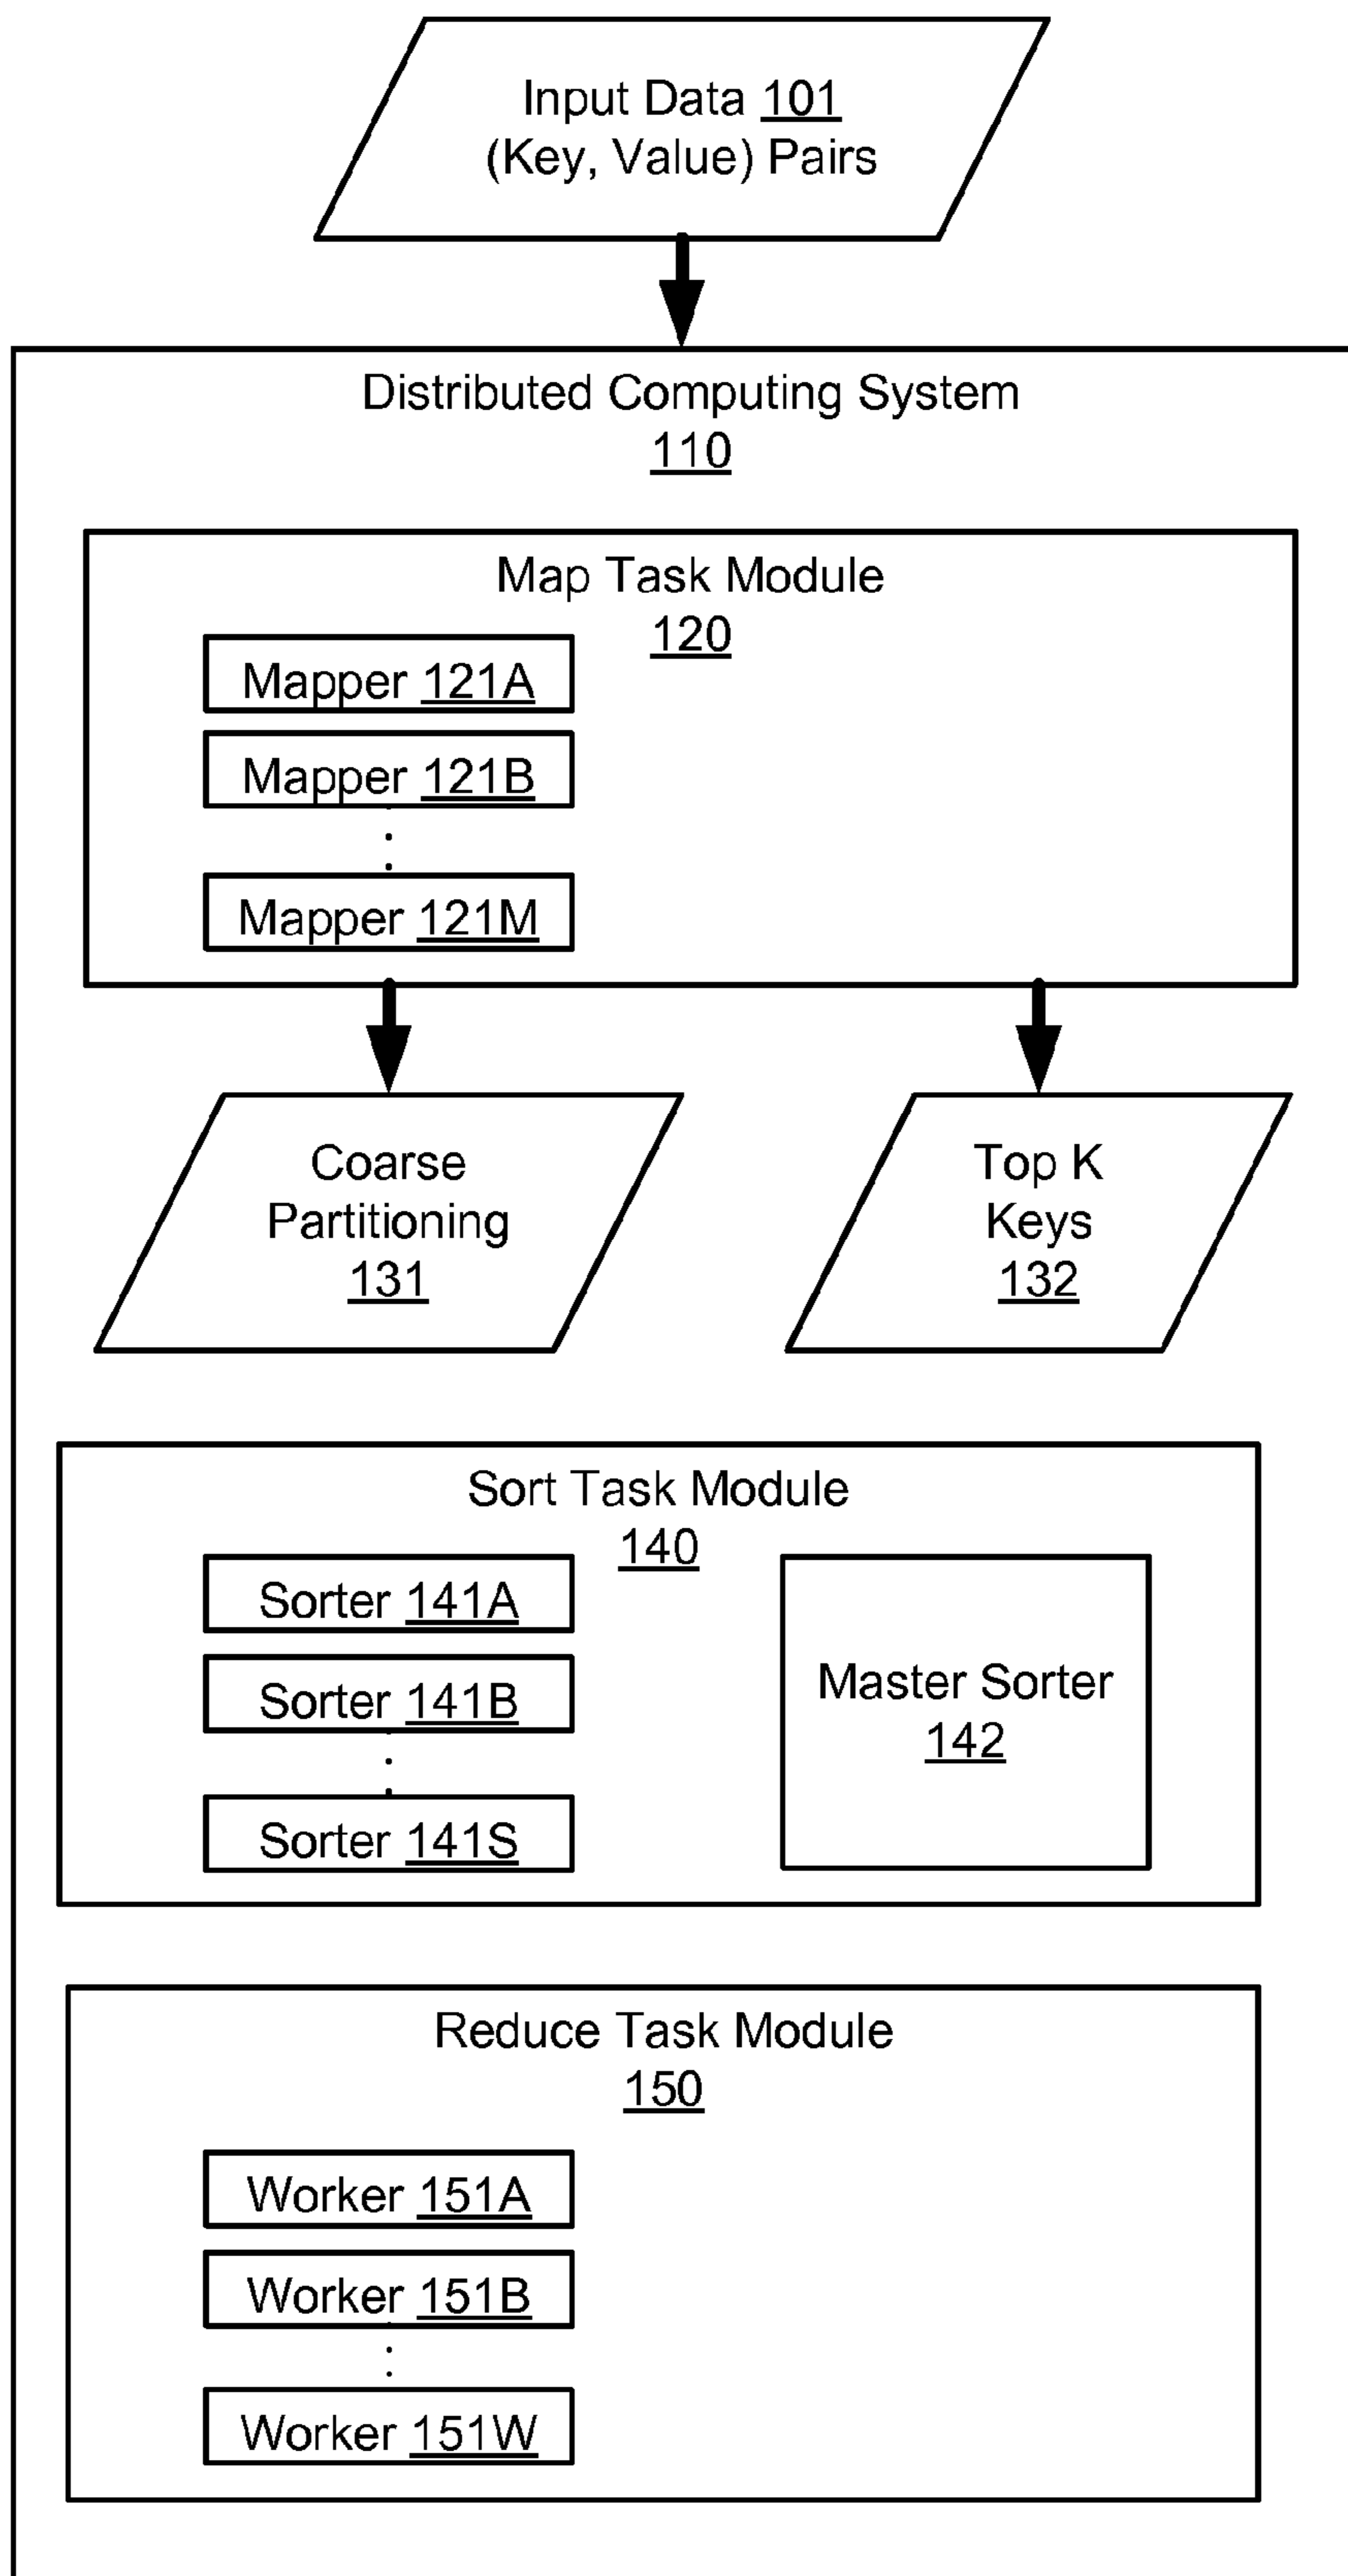 Input Data 101
(Key, Value) Pairs
Distributed Computing System
110
Map Task Module
120
Mapper 121A
Mapper 121B
Mapper 121M
Coarse
Partitioning
131
Top K
Keys
132
Sort Task Module
140
Sorter 141A
Sorter 141B
Sorter 141S
Master Sorter
142
Reduce Task Module
150
Worker 151A
Worker 151B
Worker 151W